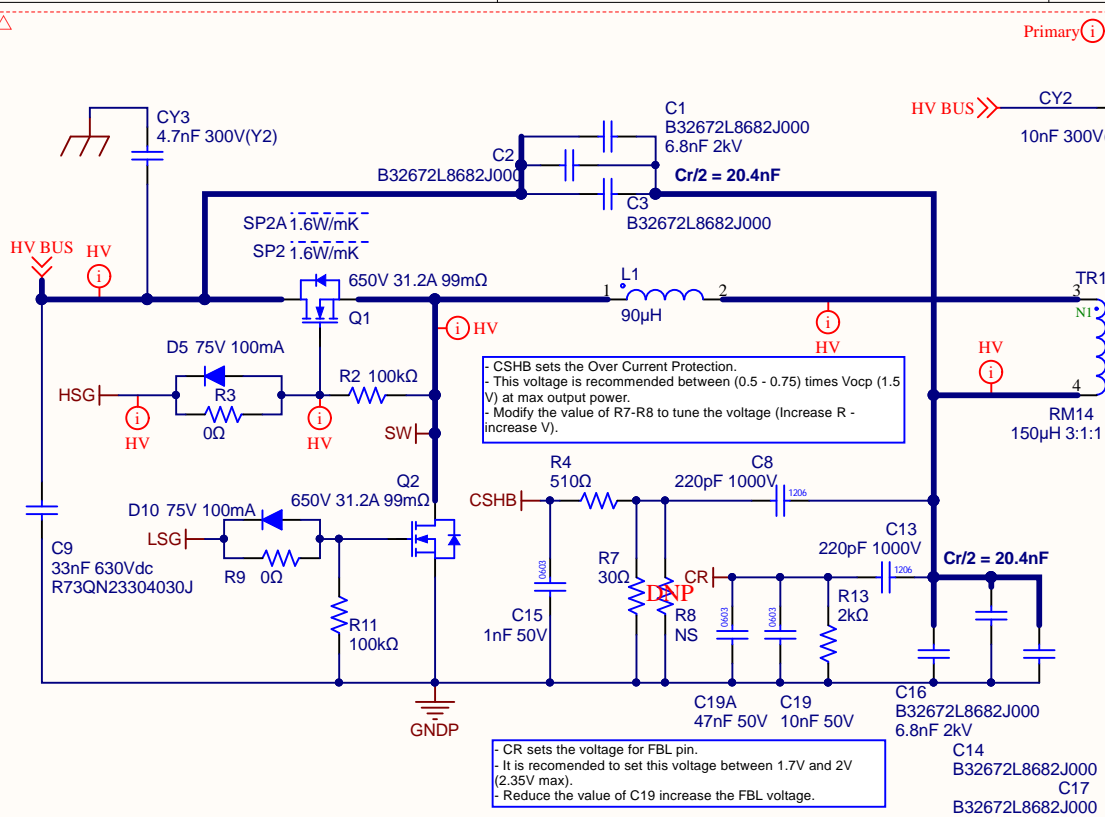 Primary i
CY3
4.7nF 300V(Y2)
C1
B32672L8682J000
6.8nF 2kV
HV BUS
CY2
10nF 300V(
C2
B32672L8682J000
Cr/2 = 20.4nF
C3
B32672L8682J000
SP2A 1.6W/mK
SP2 1.6W/mK
HV BUS
HV
i
650V 31.2A 99mΩ
Q1
L1
1
2
90µH
TR1
3
N1
i HV
i
HV
HV
i
4
RM14
150µH 3:1:1
D5 75V 100mA
HSG
R3
0Ω
R2 100kΩ
i
HV
i
HV
SW
- CSHB sets the Over Current Protection.
- This voltage is recommended between (0.5 - 0.75) times Vocp (1.5
V) at max output power.
- Modify the value of R7-R8 to tune the voltage (Increase R -
increase V).
Q2
650V 31.2A 99mΩ
D10 75V 100mA
LSG
R9 0Ω
R11
100kΩ
C9
33nF 630Vdc
R73QN23304030J
CSHB
R4
510Ω
C8
220pF 1000V
1206
0603
C15
1nF 50V
R7
30Ω
DNP
R8
NS
CR
C13
220pF 1000V
1206
Cr/2 = 20.4nF
0603
0603
R13
2kΩ
C19A
47nF 50V
C19
10nF 50V
C16
B32672L8682J000
6.8nF 2kV
C14
B32672L8682J000
C17
B32672L8682J000
GNDP
- CR sets the voltage for FBL pin.
- It is recomended to set this voltage between 1.7V and 2V
(2.35V max).
- Reduce the value of C19 increase the FBL voltage.